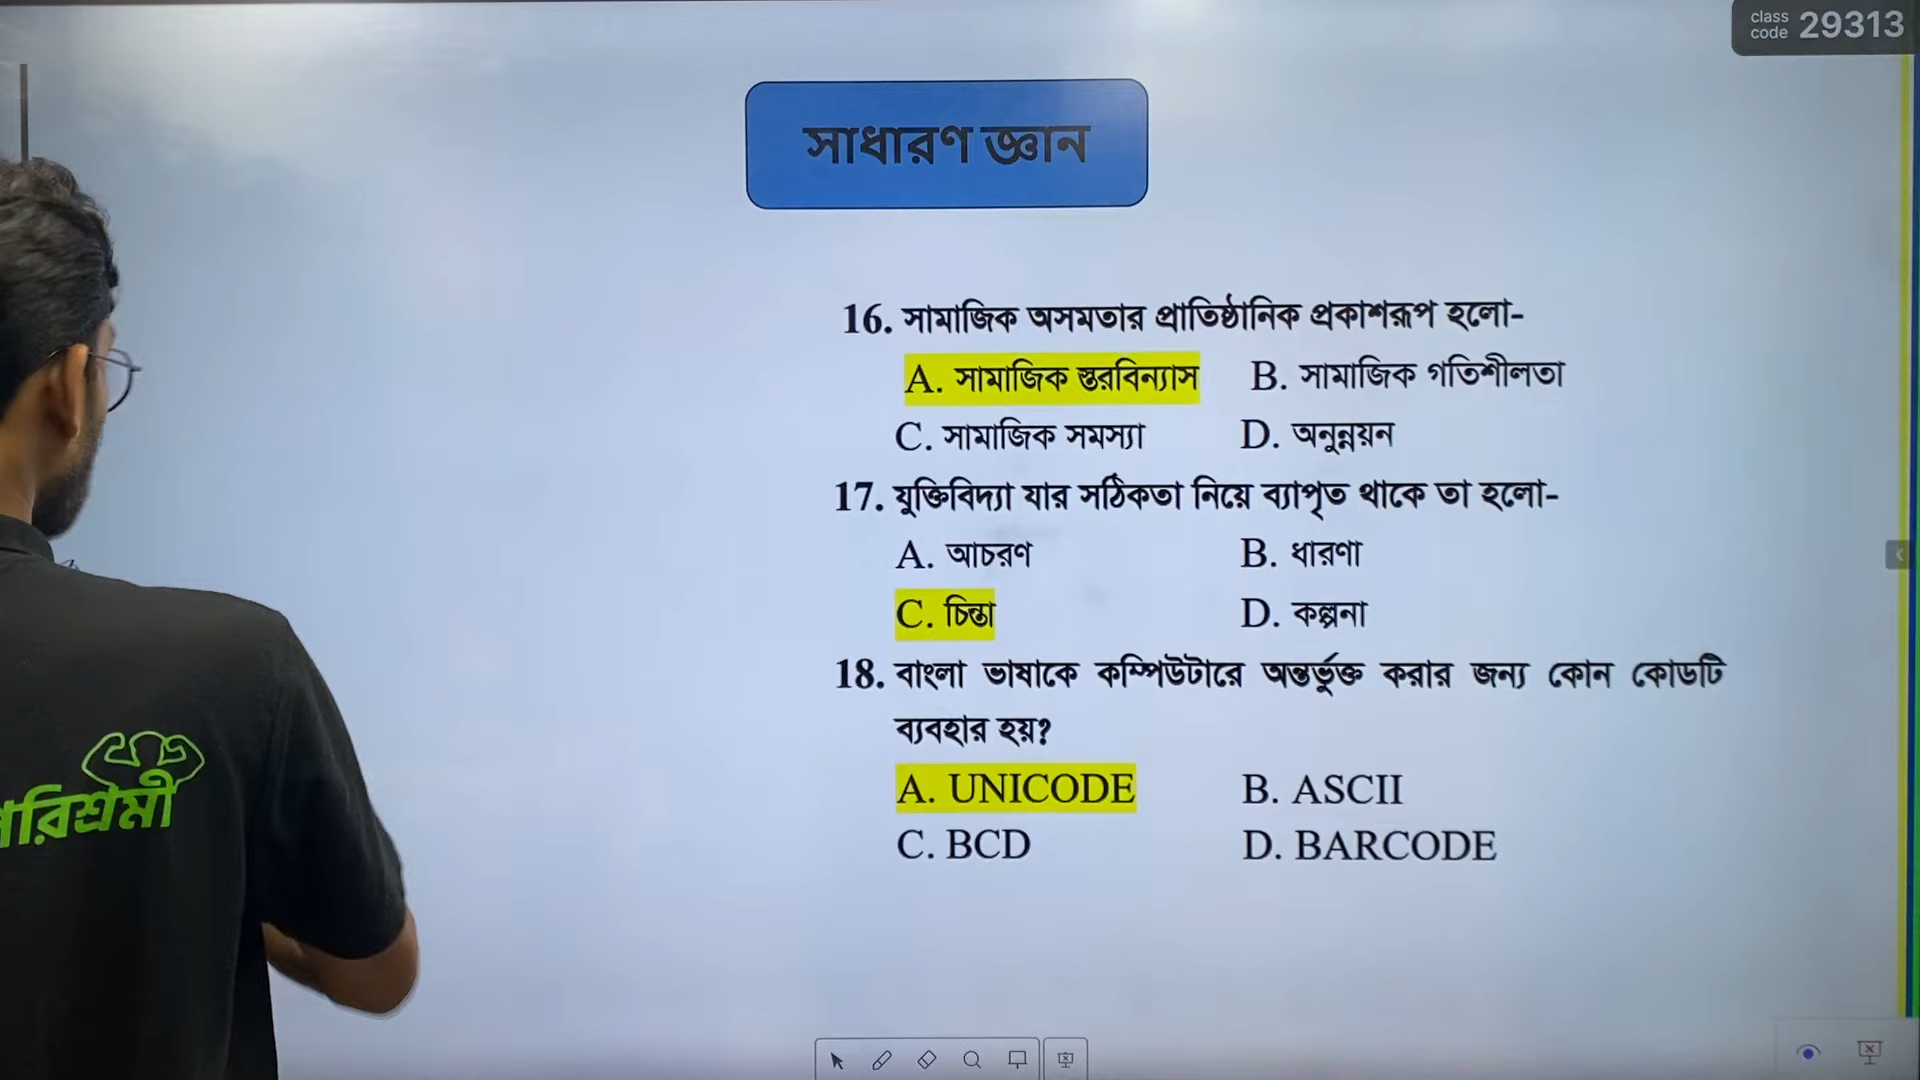 class code 29313
সাধারণ জ্ঞান
16. সামাজিক অসমতার প্রাতিষ্ঠানিক প্রকাশরূপ হলো-
A. সামাজিক স্তরবিন্যাস B. সামাজিক গতিশীলতা
C. সামাজিক সমস্যা D. অনুন্নয়ন
17. যুক্তিবিদ্যা যার সঠিকতা নিয়ে ব্যাপৃত থাকে তা হলো-
A. আচরণ B. ধারণা
C. চিন্তা D. কল্পনা
18. বাংলা ভাষাকে কম্পিউটারে অন্তর্ভুক্ত করার জন্য কোন কোডটি
ব্যবহার হয়?
A. UNICODE B. ASCII
C. BCD D. BARCODE
পরিশ্রমী